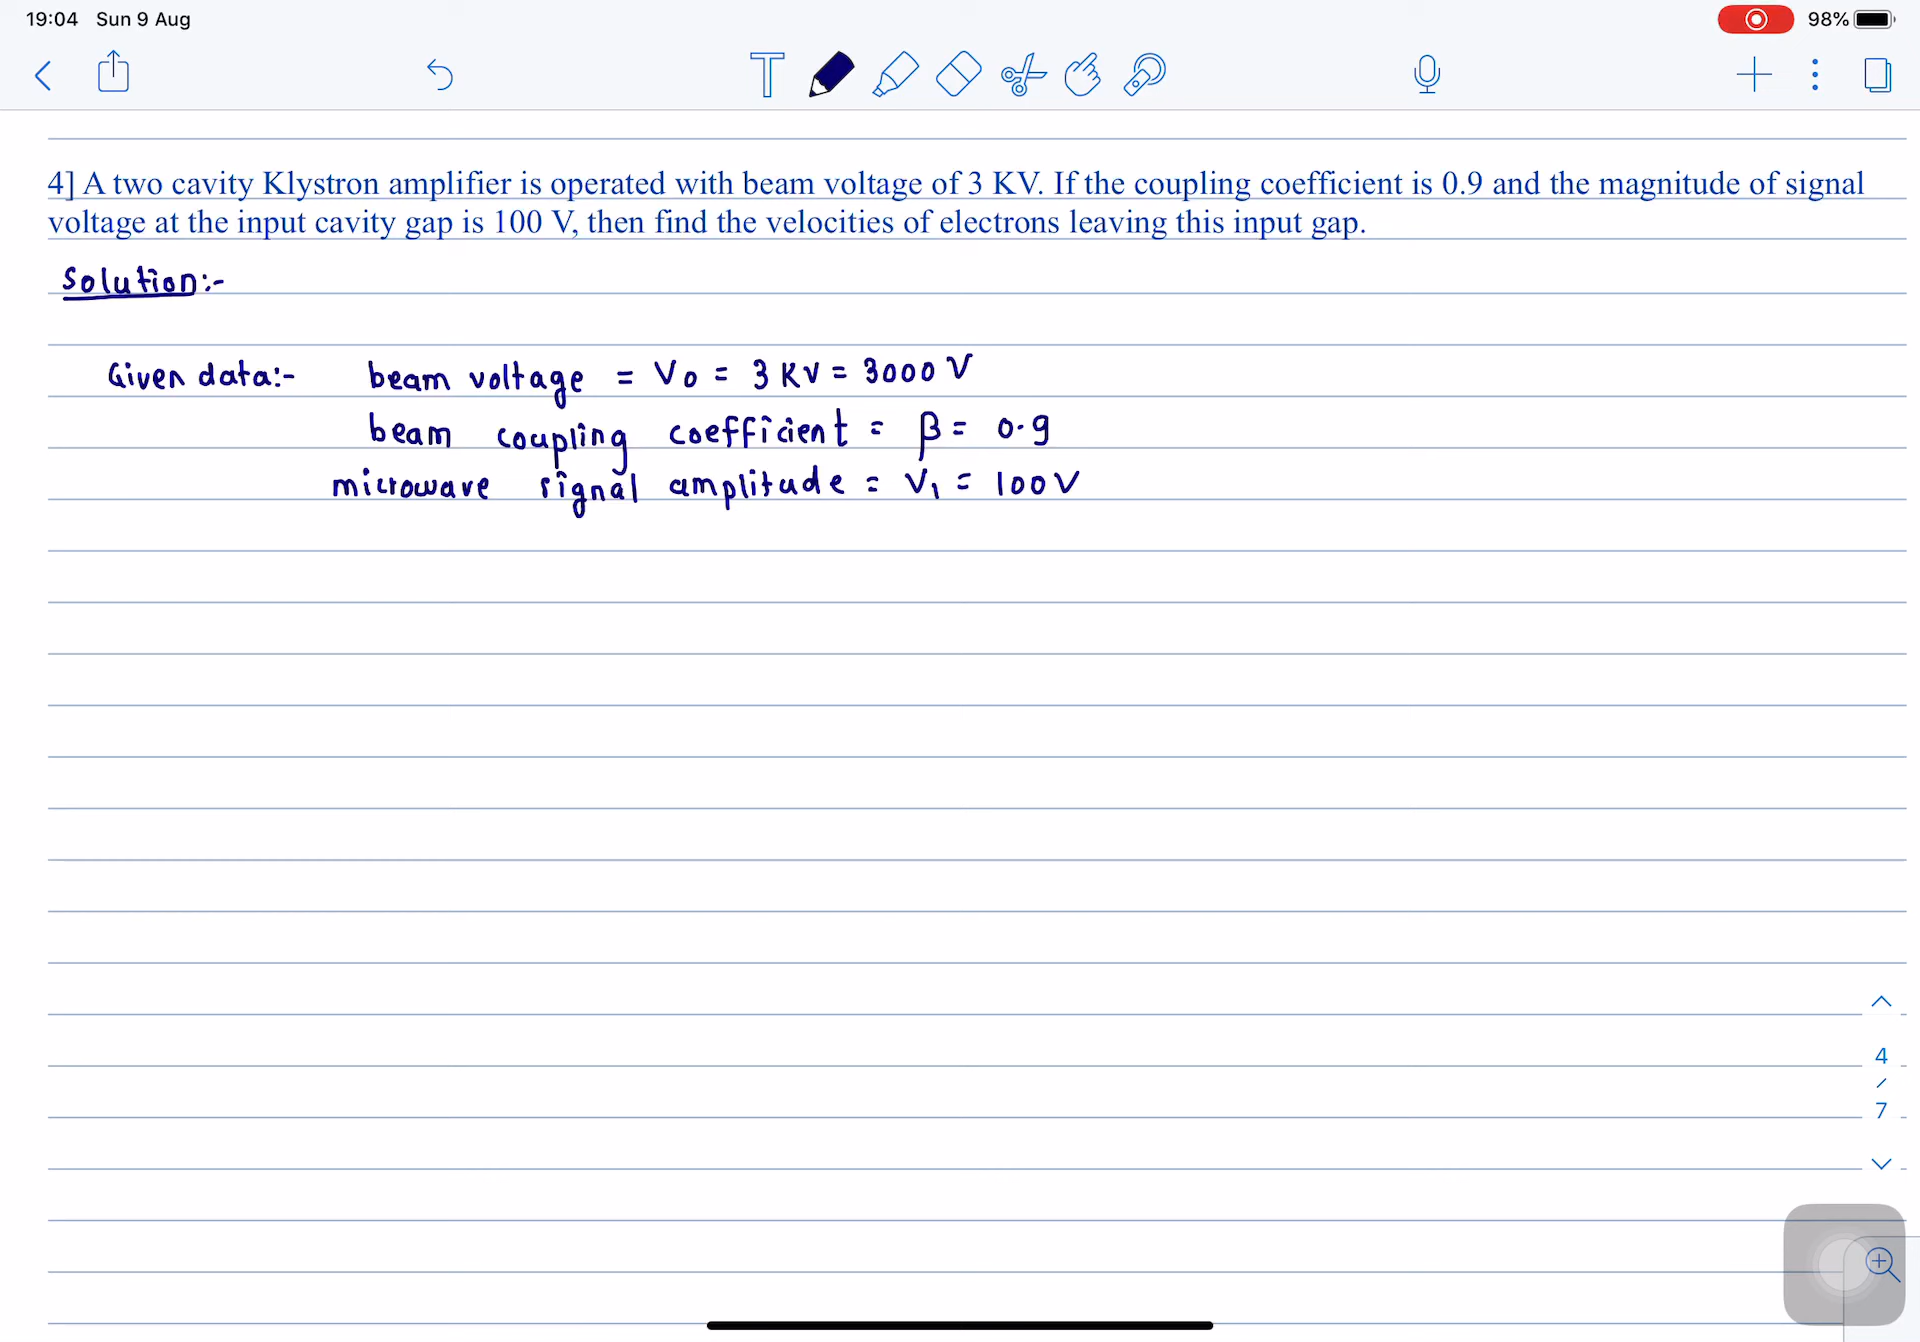 19:04 Sun 9 Aug 98%
4] A two cavity Klystron amplifier is operated with beam voltage of 3 KV. If the coupling coefficient is 0.9 and the magnitude of signal
voltage at the input cavity gap is 100 V, then find the velocities of electrons leaving this input gap.
Solution:-
Given data:- beam voltage = V0 = 3 KV = 3000 V
beam coupling coefficient = β = 0.9
microwave signal amplitude = V1 = 100 V
4
/
7